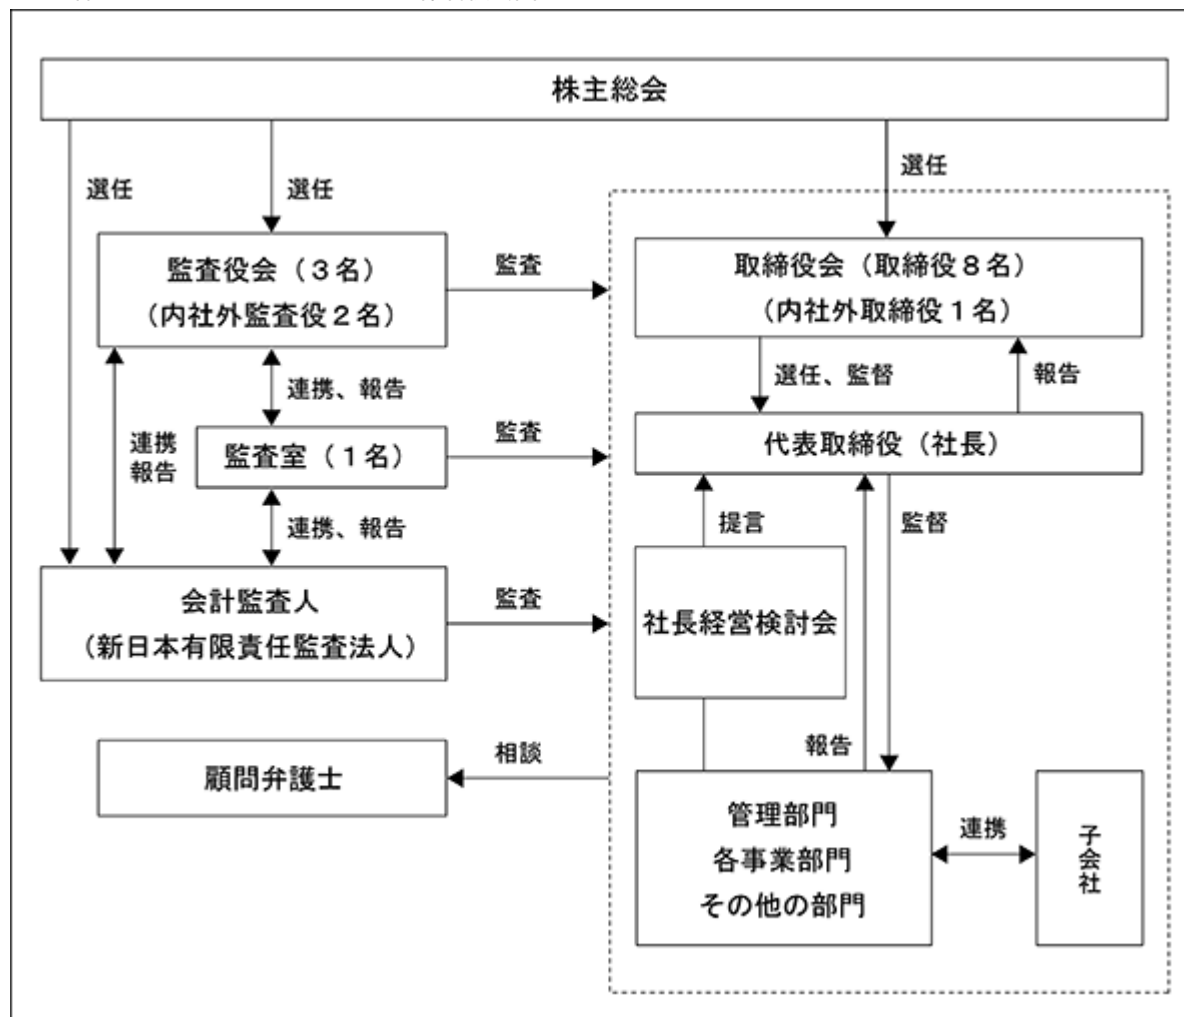 株主総会
選任
選任
選任
監査役会（３名）
（内社外監査役２名）
監査
取締役会（取締役８名）
（内社外取締役１名）
連携、報告
選任、監督
報告
連携
報告
監査室（１名）
監査
代表取締役（社長）
連携、報告
提言
監督
会計監査人
（新日本有限責任監査法人）
監査
社長経営検討会
顧問弁護士
相談
報告
管理部門
各事業部門
その他の部門
連携
子会社